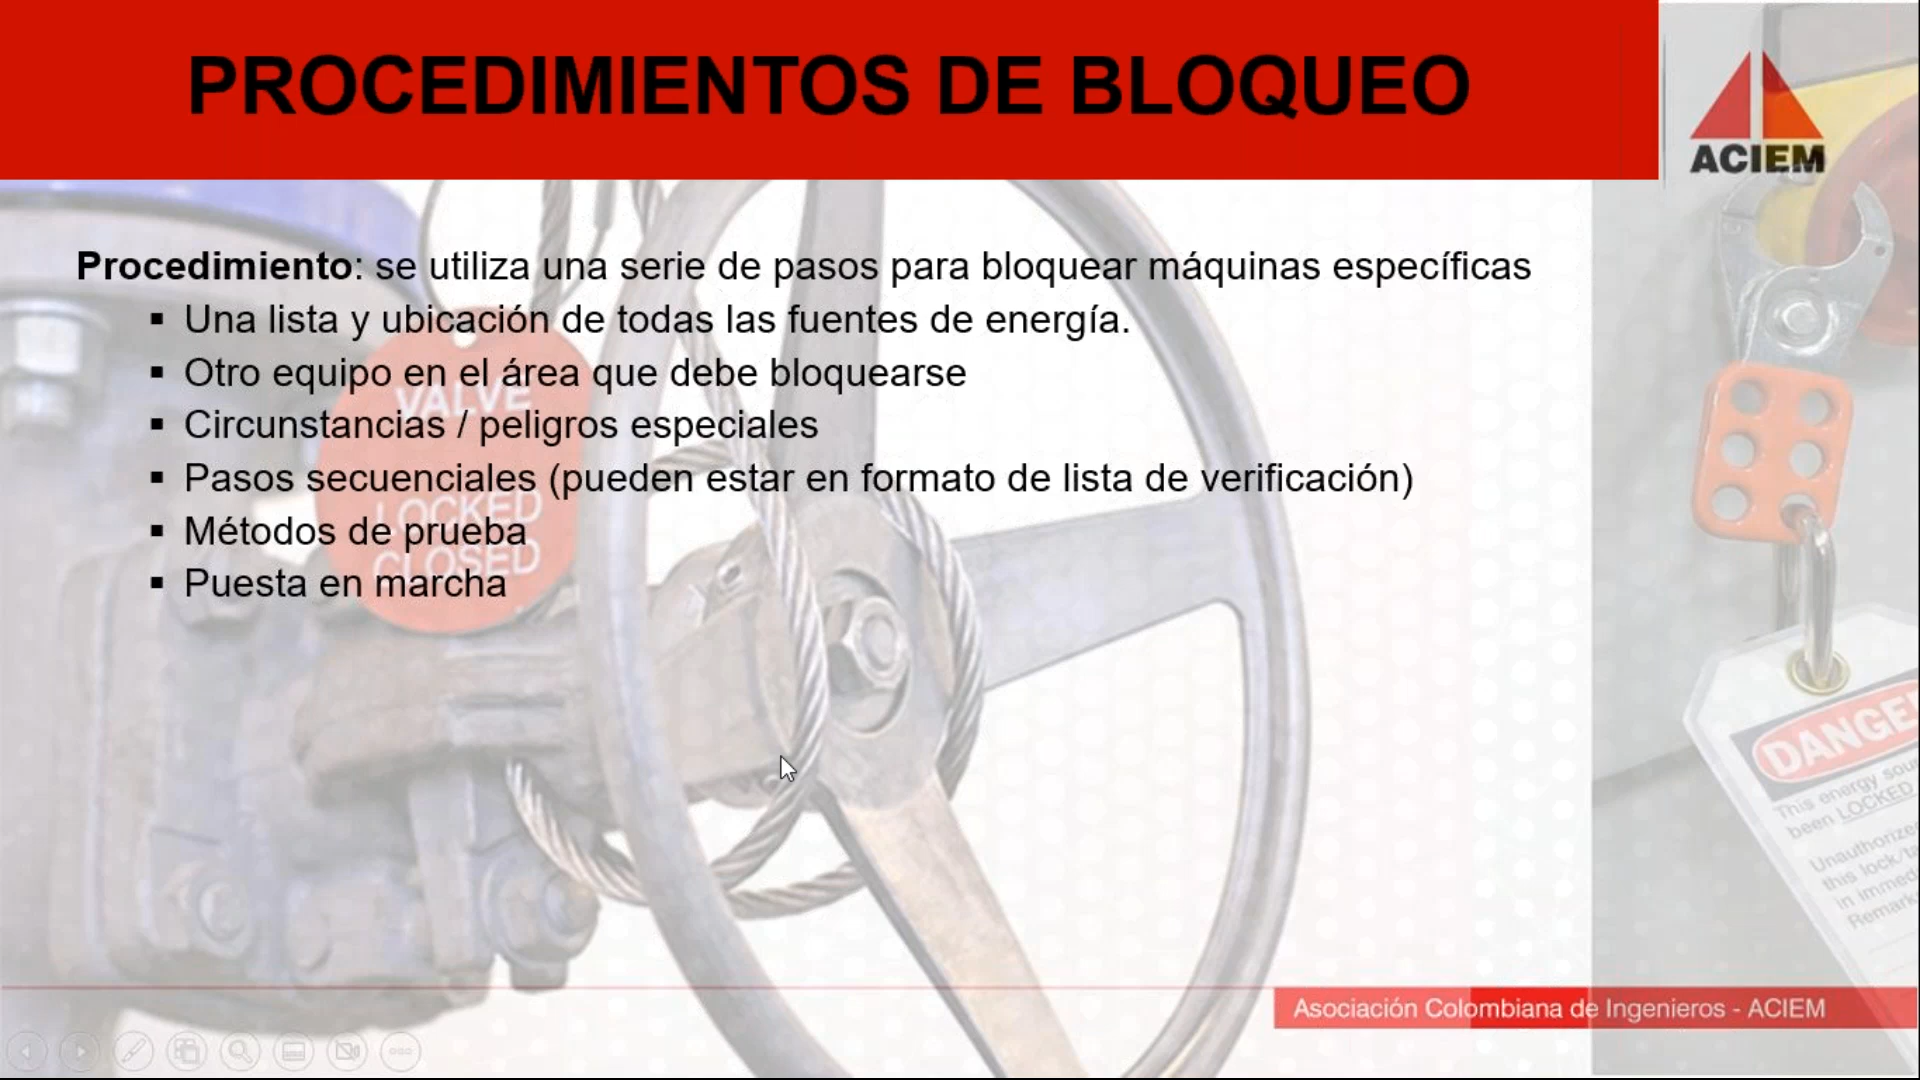 PROCEDIMIENTOS DE BLOQUEO
ACIEM
Procedimiento: se utiliza una serie de pasos para bloquear máquinas específicas
▪ Una lista y ubicación de todas las fuentes de energía.
▪ Otro equipo en el área que debe bloquearse
▪ Circunstancias / peligros especiales
▪ Pasos secuenciales (pueden estar en formato de lista de verificación)
▪ Métodos de prueba
▪ Puesta en marcha
VALVE
LOCKED
CLOSED
This energy
been LOCKED
this lock/
Asociación Colombiana de Ingenieros - ACIEM